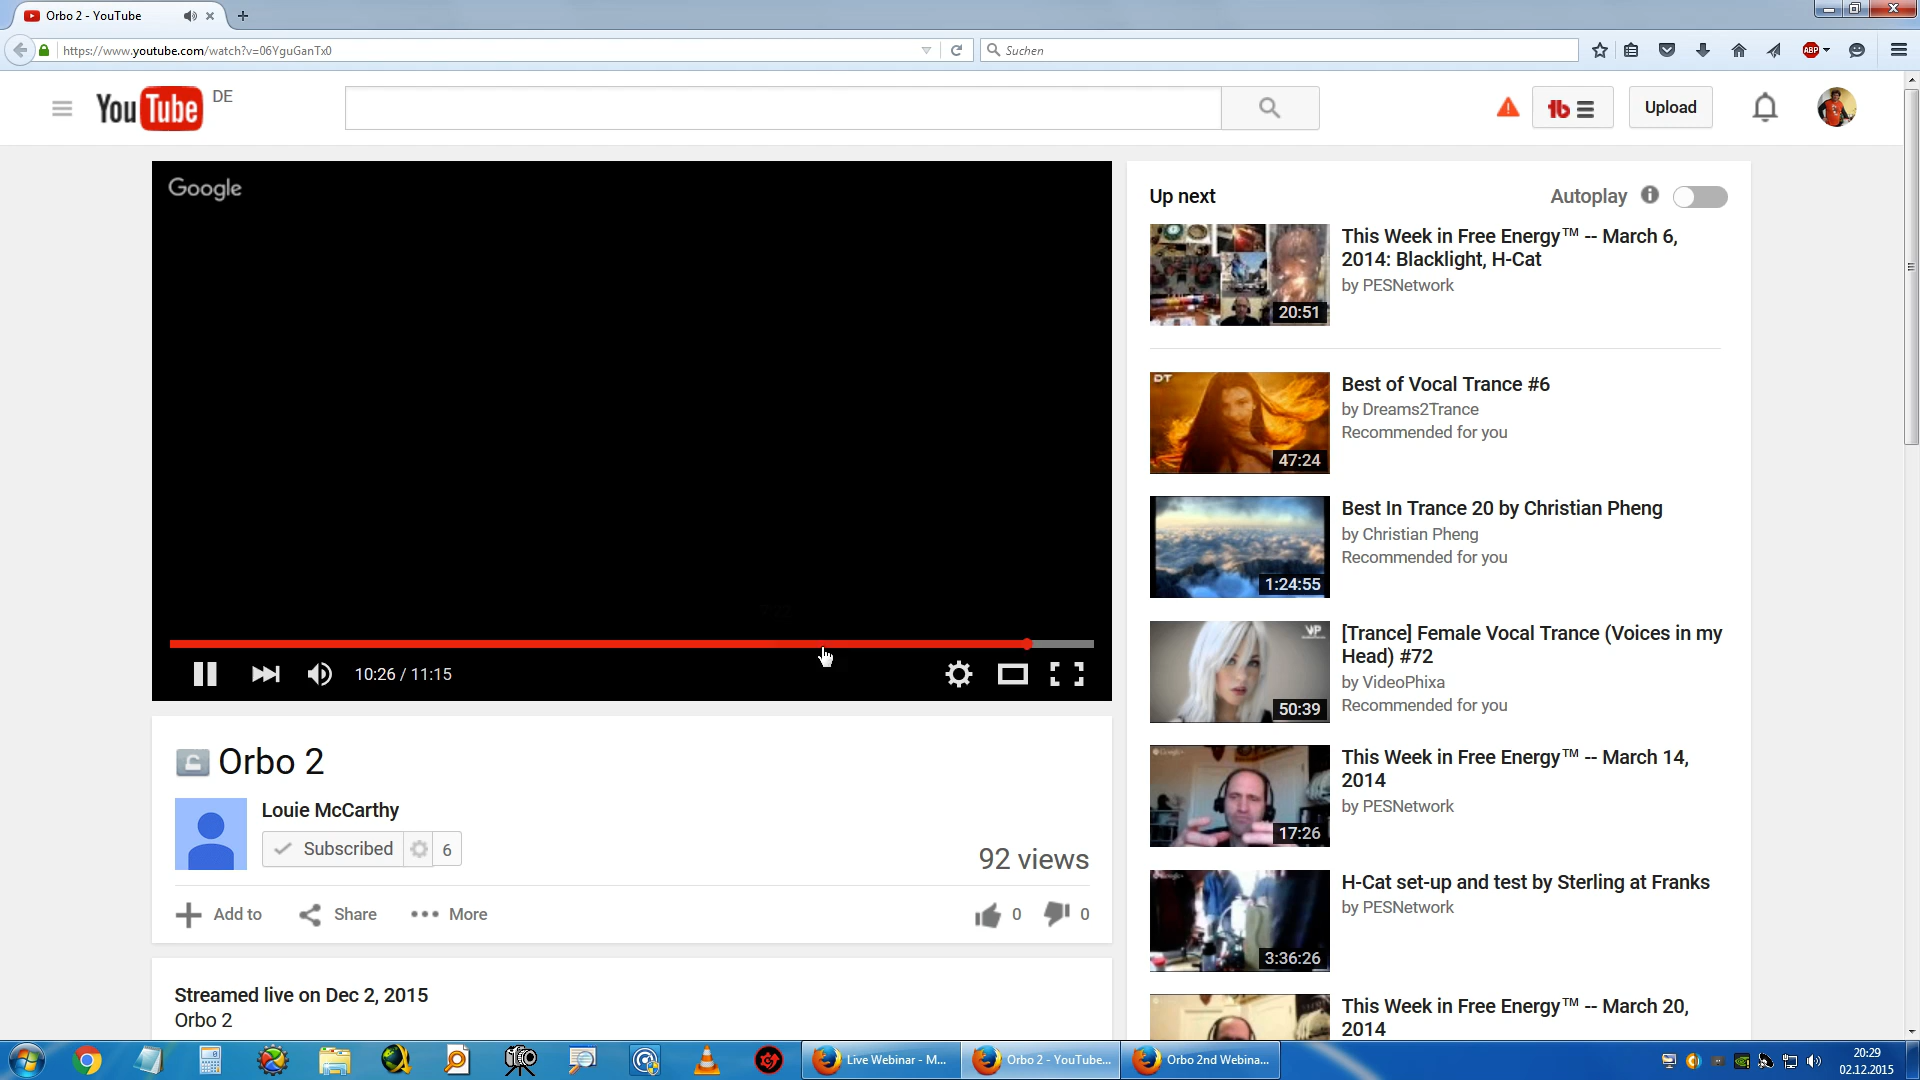 Orbo 2 - YouTube
https://www.youtube.com/watch?v=06YguGanTx0
Suchen
ABP
YouTube DE
Upload
Google
10:26 / 11:15
Orbo 2
Louie McCarthy
Subscribed 6
92 views
Add to Share More 0 0
Streamed live on Dec 2, 2015
Orbo 2
Up next Autoplay
This Week in Free Energy™ -- March 6,
2014: Blacklight, H-Cat
by PESNetwork
20:51
DT
Best of Vocal Trance #6
by Dreams2Trance
Recommended for you
47:24
Best In Trance 20 by Christian Pheng
by Christian Pheng
Recommended for you
1:24:55
VP
[Trance] Female Vocal Trance (Voices in my
Head) #72
by VideoPhixa
Recommended for you
50:39
This Week in Free Energy™ -- March 14,
2014
by PESNetwork
17:26
H-Cat set-up and test by Sterling at Franks
by PESNetwork
3:36:26
This Week in Free Energy™ -- March 20,
2014
Live Webinar - M... Orbo 2 - YouTube... Orbo 2nd Webina...
20:29
02.12.2015